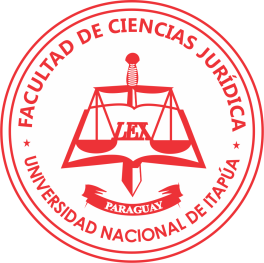 FACULTAD DE CIENCIAS JURÍDICA
LEX
PARAGUAY
UNIVERSIDAD NACIONAL DE ITAPÚA